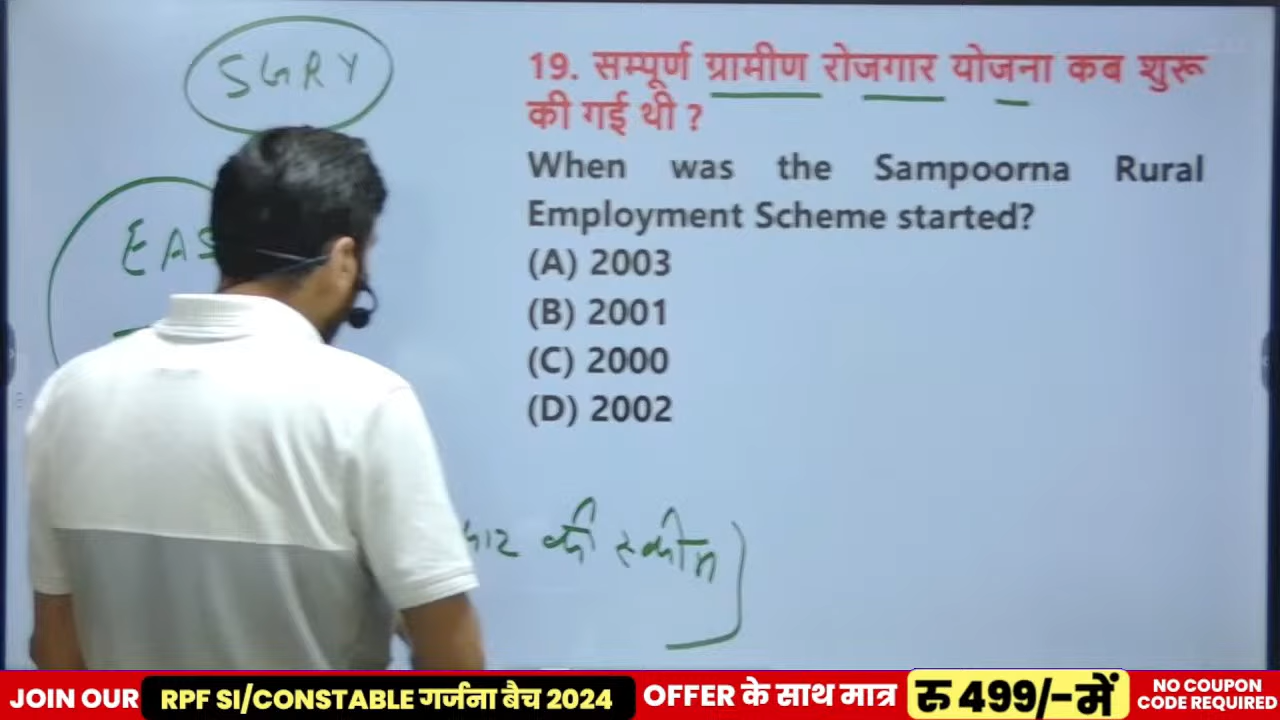 SGRY
19. सम्पूर्ण ग्रामीण रोजगार योजना कब शुरू
की गई थी ?
When was the Sampoorna Rural
Employment Scheme started?
(A) 2003
(B) 2001
(C) 2000
(D) 2002
EAS
की स्कीम
JOIN OUR RPF SI/CONSTABLE गर्जना बैच 2024 OFFER के साथ मात्र रु 499/-में NO COUPON
CODE REQUIRED